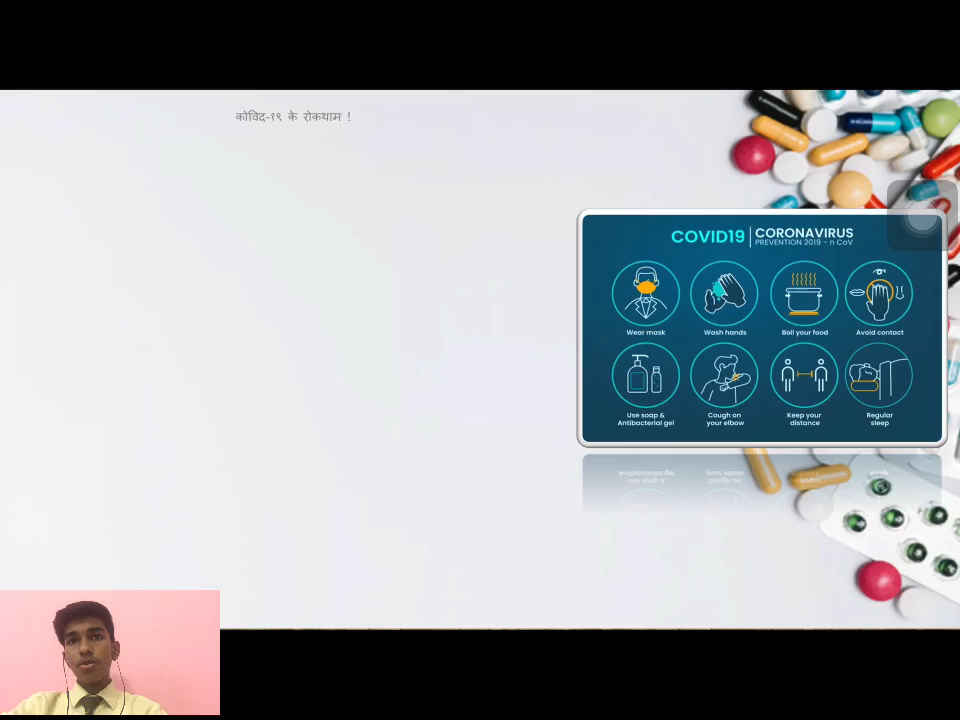 कोविद-१९ के रोकथाम !
COVID19 | CORONAVIRUS
PREVENTION 2019 - n CoV
Wear mask
Wash hands
Boil your food
Avoid contact
Use soap &
Antibacterial gel
Cough on
your elbow
Keep your
distance
Regular
sleep